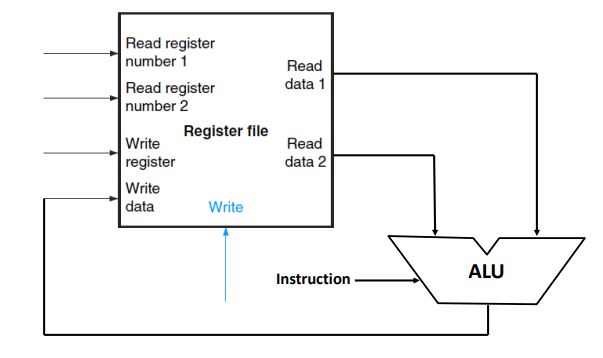 Read register
number 1
Read
data 1
Read register
number 2
Register file
Write
register
Read
data 2
Write
data
Write
Instruction
ALU